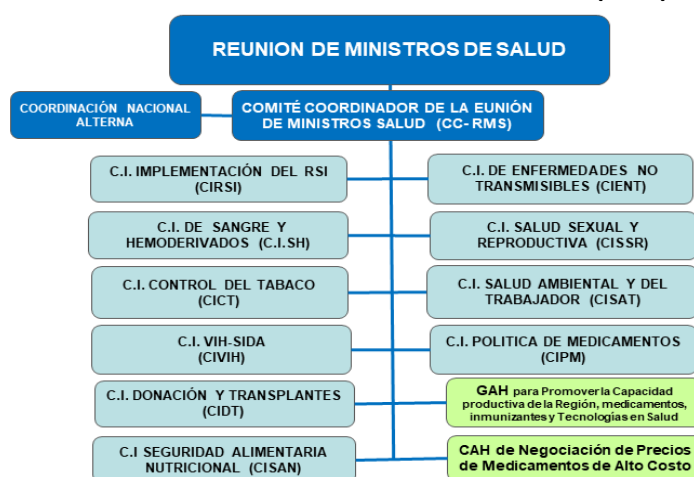 REUNION DE MINISTROS DE SALUD
COORDINACIÓN NACIONAL
ALTERNA
COMITÉ COORDINADOR DE LA EUNIÓN
DE MINISTROS SALUD (CC- RMS)
C.I. IMPLEMENTACIÓN DEL RSI
(CIRSI)
C.I. DE ENFERMEDADES NO
TRANSMISIBLES (CIENT)
C.I. DE SANGRE Y
HEMODERIVADOS (C.I.SH)
C.I. SALUD SEXUAL Y
REPRODUCTIVA (CISSR)
C.I. CONTROL DEL TABACO
(CICT)
C.I. SALUD AMBIENTAL Y DEL
TRABAJADOR (CISAT)
C.I. VIH-SIDA
(CIVIH)
C.I. POLITICA DE MEDICAMENTOS
(CIPM)
C.I. DONACIÓN Y TRANSPLANTES
(CIDT)
GAH para Promover la Capacidad
productiva de la Región, medicamentos,
inmunizantes y Tecnologías en Salud
C.I SEGURIDAD ALIMENTARIA
NUTRICIONAL (CISAN)
CAH de Negociación de Precios
de Medicamentos de Alto Costo